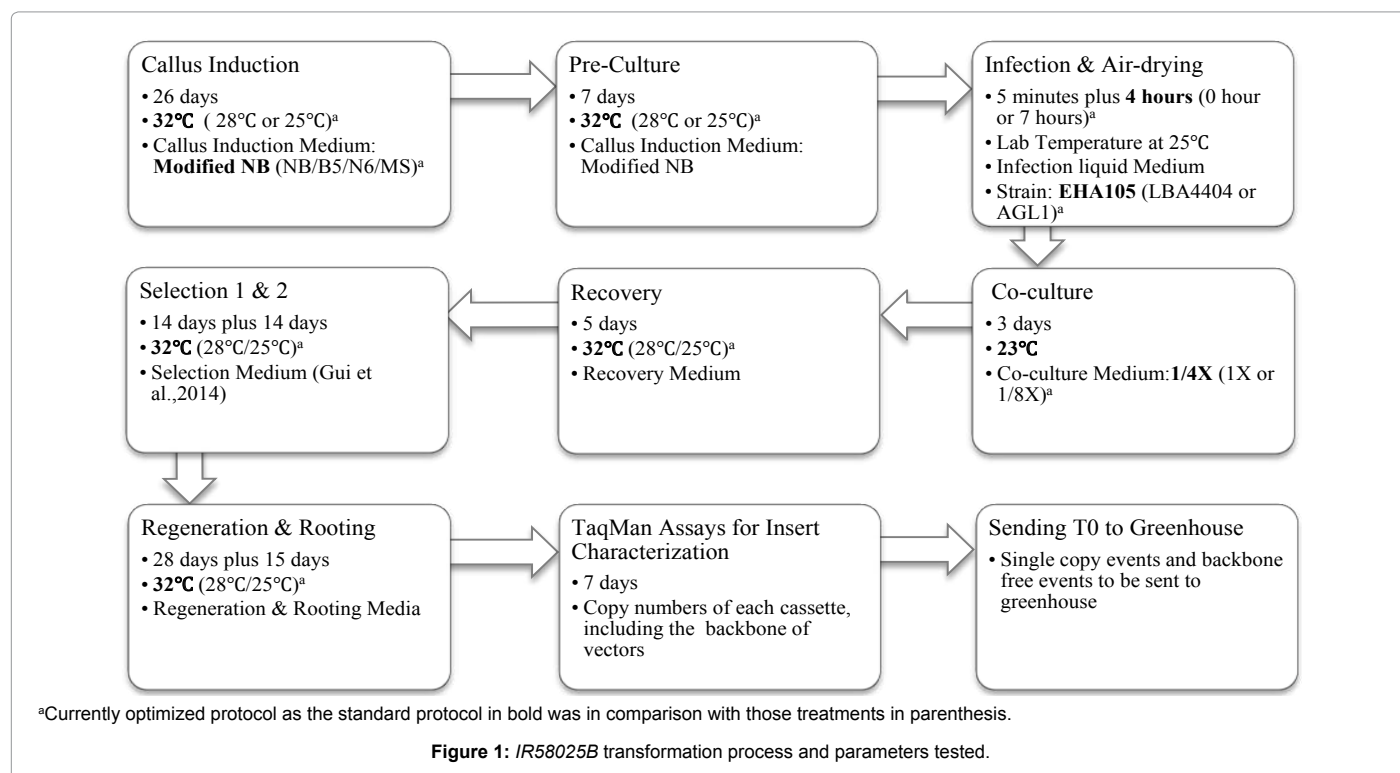 Callus Induction
• 26 days
• 32℃ ( 28℃ or 25℃)ᵃ
• Callus Induction Medium:
Modified NB (NB/B5/N6/MS)ᵃ
Pre-Culture
• 7 days
• 32℃ (28℃ or 25℃)ᵃ
• Callus Induction Medium:
Modified NB
Infection & Air-drying
• 5 minutes plus 4 hours (0 hour
or 7 hours)ᵃ
• Lab Temperature at 25℃
• Infection liquid Medium
• Strain: EHA105 (LBA4404 or
AGL1)ᵃ
Co-culture
• 3 days
• 23℃
• Co-culture Medium:1/4X (1X or
1/8X)ᵃ
Recovery
• 5 days
• 32℃ (28℃/25℃)ᵃ
• Recovery Medium
Selection 1 & 2
• 14 days plus 14 days
• 32℃ (28℃/25℃)ᵃ
• Selection Medium (Gui et
al.,2014)
Regeneration & Rooting
• 28 days plus 15 days
• 32℃ (28℃/25℃)ᵃ
• Regeneration & Rooting Media
TaqMan Assays for Insert
Characterization
• 7 days
• Copy numbers of each cassette,
including the backbone of
vectors
Sending T0 to Greenhouse
• Single copy events and backbone
free events to be sent to
greenhouse
ᵃCurrently optimized protocol as the standard protocol in bold was in comparison with those treatments in parenthesis.
Figure 1: IR58025B transformation process and parameters tested.